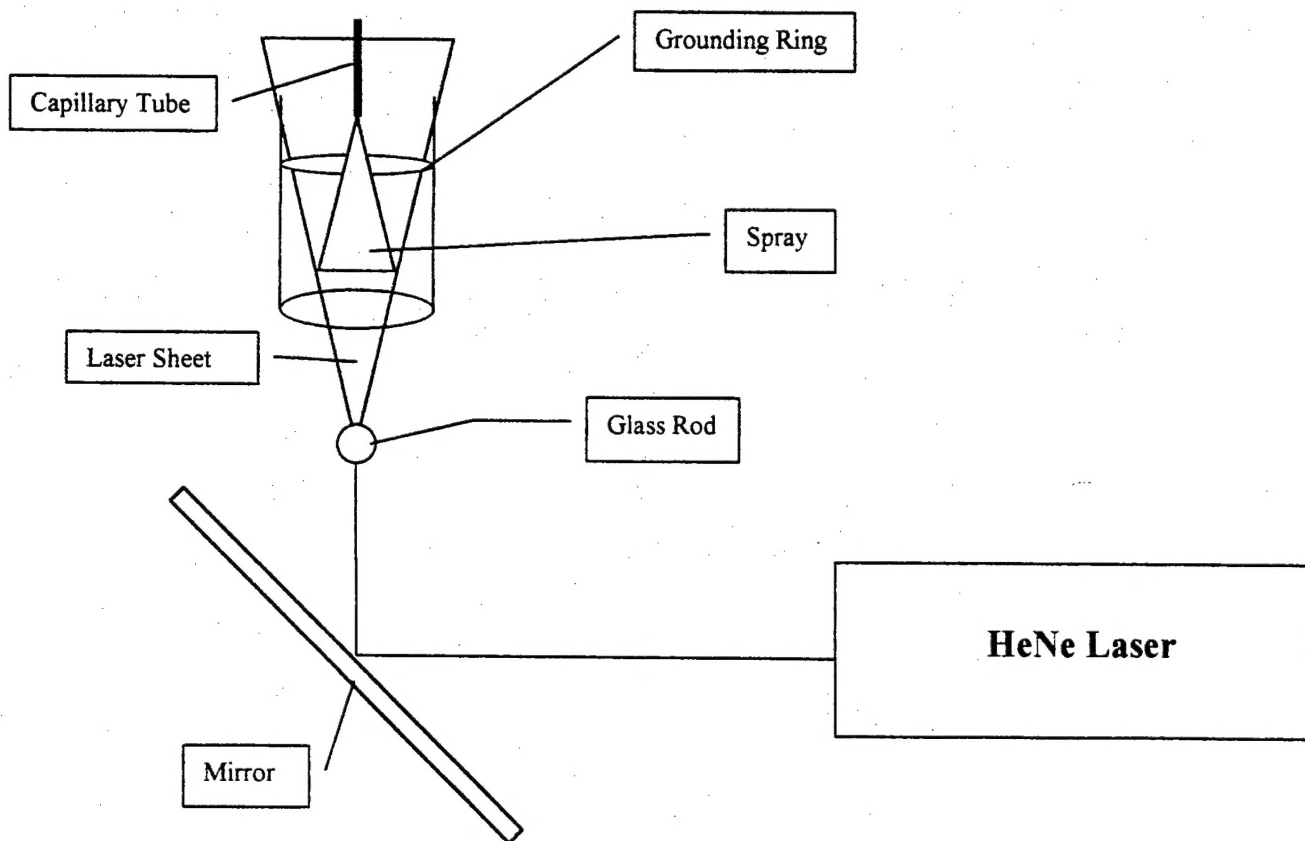 Grounding Ring
Capillary Tube
Spray
Laser Sheet
Glass Rod
HeNe Laser
Mirror